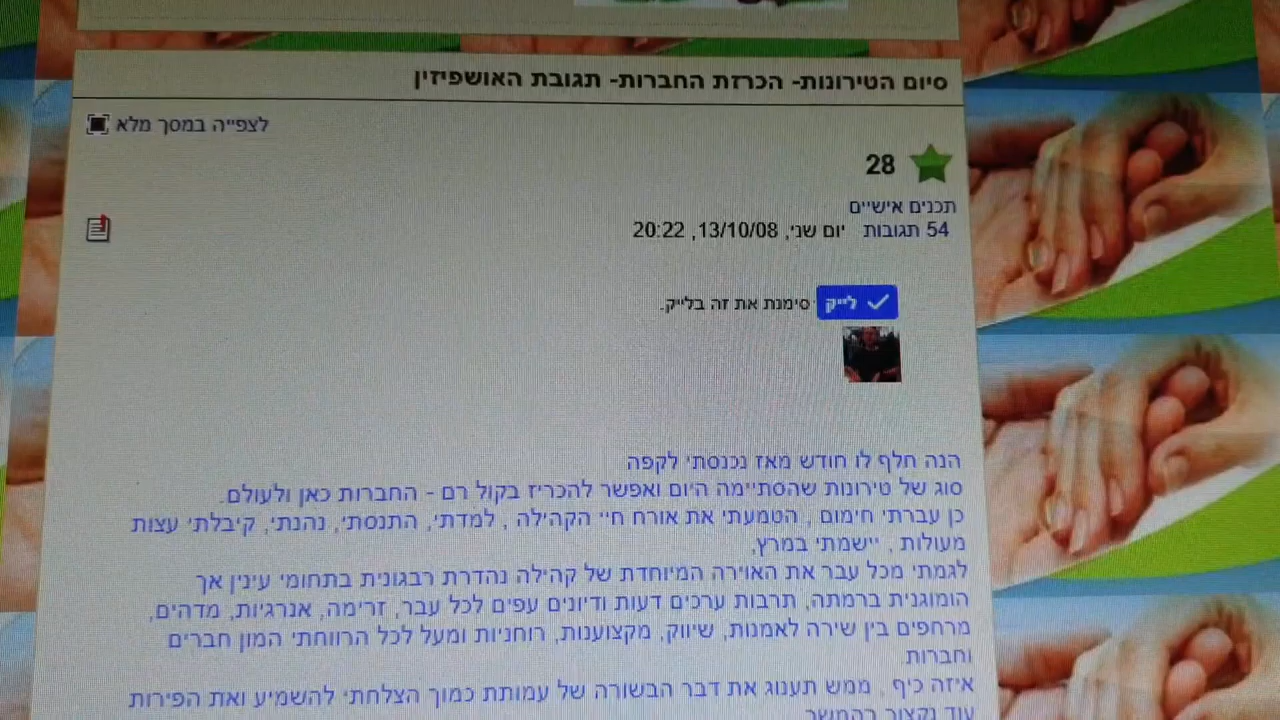 סיום הטירונות- הכרזת החברות- תגובת האושפיזין
לצפייה במסך מלא
28
תכנים אישיים
54 תגובות יום שני, 13/10/08, 20:22
לייק סימנת את זה בלייק.
הנה חלף לו חודש מאז נכנסתי לקפה
סוג של טירונות שהסתיימה היום ואפשר להכריז בקול רם - החברות כאן ולעולם.
כן עברתי חימום , הטמעתי את אורח חיי הקהילה , למדתי, התנסתי, נהנתי, קיבלתי עצות
מעולות , יישמתי במרץ,
לגמתי מכל עבר את האוירה המיוחדת של קהילה נהדרת רבגונית בתחומי עינין אך
הומוגנית ברמתה, תרבות ערכים דעות ודיונים עפים לכל עבר, זרימה, אנרגיות, מדהים,
מרחפים בין שירה לאמנות, שיווק, מקצוענות, רוחניות ומעל לכל הרווחתי המון חברים
וחברות
איזה כיף , ממש תענוג את דבר הבשורה של עמותת כמוך הצלחתי להשמיע ואת הפירות
עוד נקצור בהמשך